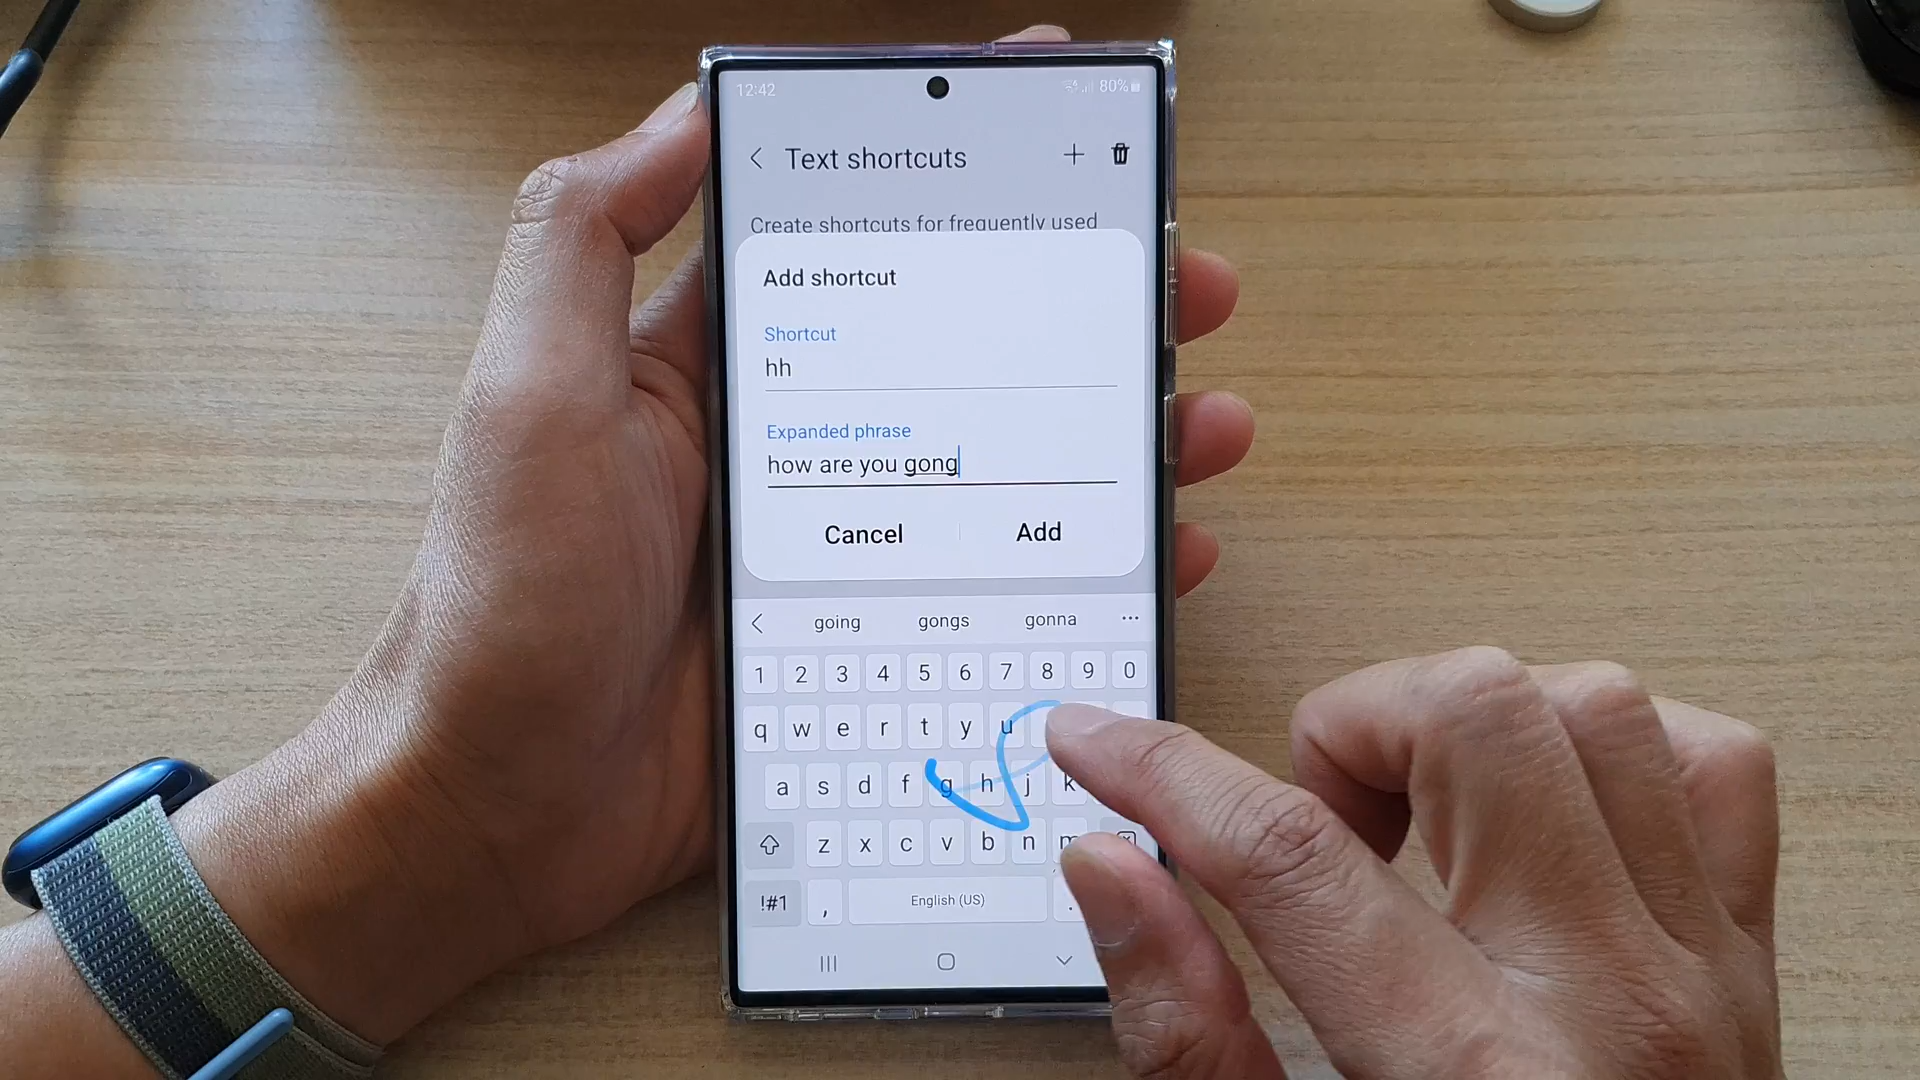 12:42 80%
Text shortcuts
Create shortcuts for frequently used
Add shortcut
Shortcut
hh
Expanded phrase
how are you gong
Cancel Add
going gongs gonna ...
1 2 3 4 5 6 7 8 9 0
q w e r t y u
a s d f g h j k
z x c v b n m
!#1 , English (US) .